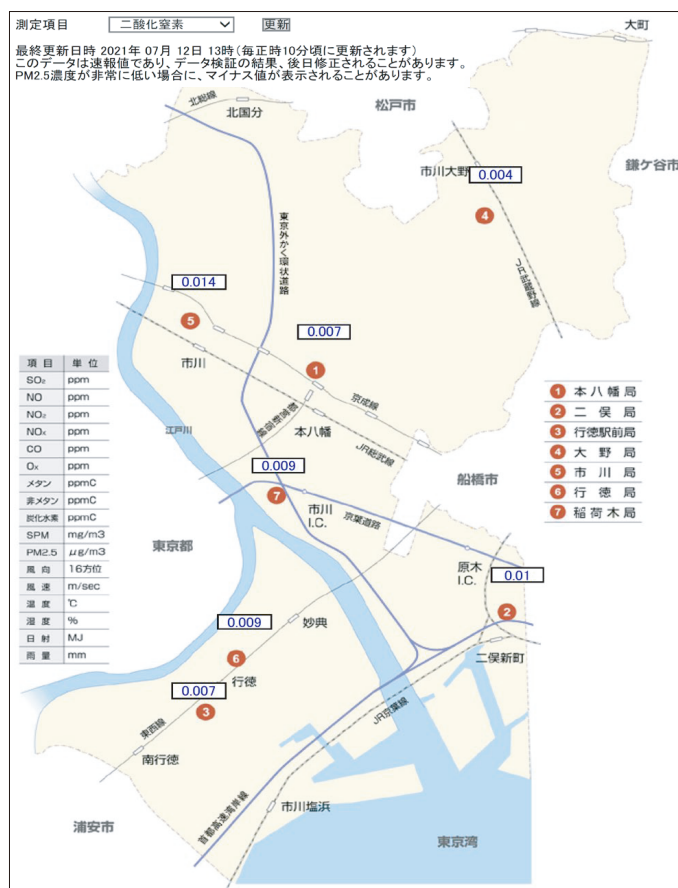 測定項目 二酸化窒素 更新
最終更新日時 2021年 07月 12日 13時(毎正時10分頃に更新されます)
このデータは速報値であり、データ検証の結果、後日修正されることがあります。
PM2.5濃度が非常に低い場合に、マイナス値が表示されることがあります。
大町
北総線
北国分
松戸市
鎌ケ谷市
市川大野
0.004
4
東京外かく環状道路
JR武蔵野線
0.014
5
0.007
1
市川
京成線
都営新宿線
本八幡
JR総武線
江戸川
船橋市
0.009
7
市川
I.C.
京葉道路
東京都
原木
I.C.
0.01
2
二俣新町
0.009
妙典
6
行徳
0.007
3
東西線
南行徳
JR京葉線
首都高速湾岸線
市川塩浜
浦安市
東京湾
項目 単位
SO₂ ppm
NO ppm
NO₂ ppm
NOₓ ppm
CO ppm
Oₓ ppm
メタン ppmC
非メタン ppmC
炭化水素 ppmC
SPM mg/m3
PM2.5 μg/m3
風向 16方位
風速 m/sec
温度 ℃
湿度 %
日射 MJ
雨量 mm
1 本八幡局
2 二俣局
3 行徳駅前局
4 大野局
5 市川局
6 行徳局
7 稲荷木局